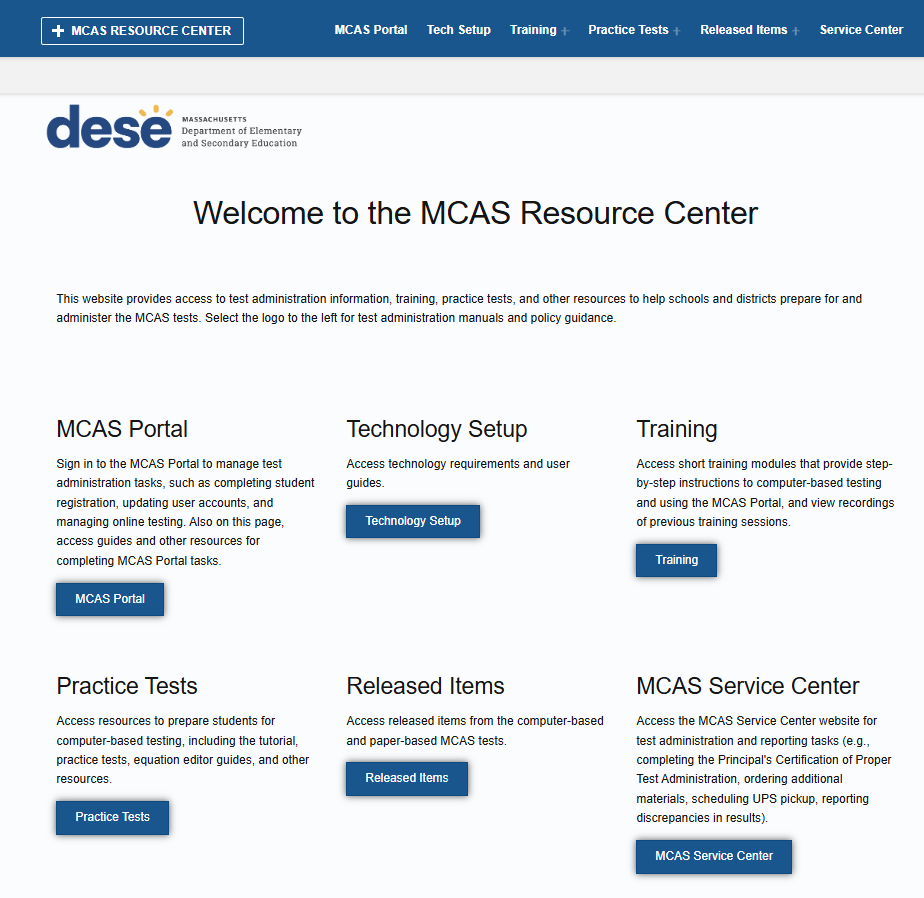 MCAS RESOURCE CENTER
MCAS Portal Tech Setup Training + Practice Tests + Released Items + Service Center
dese
MASSACHUSETTS
Department of Elementary
and Secondary Education
Welcome to the MCAS Resource Center
This website provides access to test administration information, training, practice tests, and other resources to help schools and districts prepare for and
administer the MCAS tests. Select the logo to the left for test administration manuals and policy guidance.
MCAS Portal
Sign in to the MCAS Portal to manage test
administration tasks, such as completing student
registration, updating user accounts, and
managing online testing. Also on this page,
access guides and other resources for
completing MCAS Portal tasks.
MCAS Portal
Technology Setup
Access technology requirements and user
guides.
Technology Setup
Training
Access short training modules that provide step-
by-step instructions to computer-based testing
and using the MCAS Portal, and view recordings
of previous training sessions.
Training
Practice Tests
Access resources to prepare students for
computer-based testing, including the tutorial,
practice tests, equation editor guides, and other
resources.
Practice Tests
Released Items
Access released items from the computer-based
and paper-based MCAS tests.
Released Items
MCAS Service Center
Access the MCAS Service Center website for
test administration and reporting tasks (e.g.,
completing the Principal's Certification of Proper
Test Administration, ordering additional
materials, scheduling UPS pickup, reporting
discrepancies in results).
MCAS Service Center